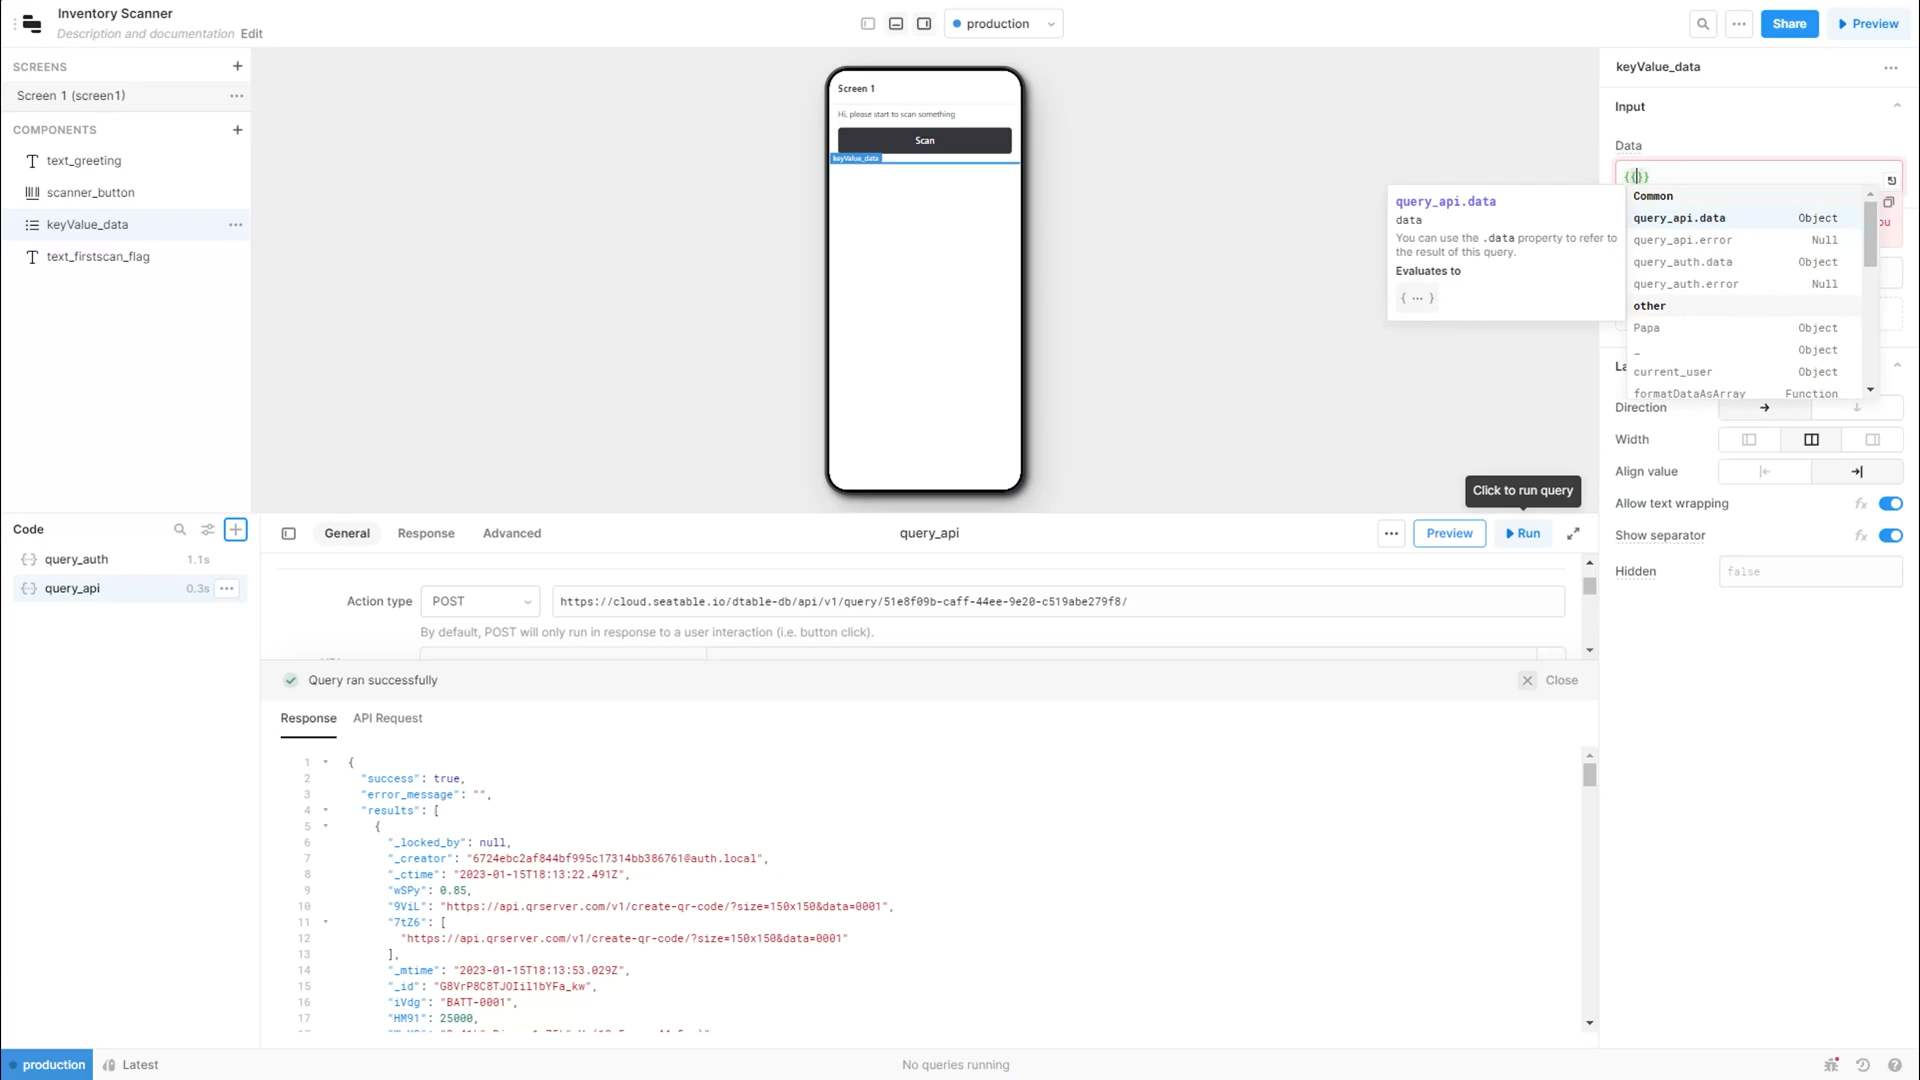 Inventory Scanner
Description and documentation Edit
production
Share
Preview
SCREENS
Screen 1 (screen1)
COMPONENTS
text_greeting
scanner_button
keyValue_data
text_firstscan_flag
Screen 1
Hi, please start to scan something
Scan
keyValue_data
keyValue_data
Input
Data
{{}}
query_api.data
data
You can use the .data property to refer to
the result of this query.
Evaluates to
{ ... }
Common
query_api.data Object
query_api.error Null
query_auth.data Object
query_auth.error Null
other
Papa Object
_ Object
current_user Object
formatDataAsArray Function
ou
La
Direction
Width
Align value
Allow text wrapping fx
Show separator fx
Hidden false
Click to run query
Code
query_auth 1.1s
query_api 0.3s
General Response Advanced query_api Preview Run
Action type POST https://cloud.seatable.io/dtable-db/api/v1/query/51e8f09b-caff-44ee-9e20-c519abe279f8/
By default, POST will only run in response to a user interaction (i.e. button click).
Query ran successfully Close
Response API Request
1 {
2 "success": true,
3 "error_message": "",
4 "results": [
5 {
6 "_locked_by": null,
7 "_creator": "6724ebc2af844bf995c17314bb386761@auth.local",
8 "_ctime": "2023-01-15T18:13:22.491Z",
9 "wSPy": 0.85,
10 "9ViL": "https://api.qrserver.com/v1/create-qr-code/?size=150x150&data=0001",
11 "7tZ6": [
12 "https://api.qrserver.com/v1/create-qr-code/?size=150x150&data=0001"
13 ],
14 "_mtime": "2023-01-15T18:13:53.029Z",
15 "_id": "G8VrP8C8TJOIil1bYFa_kw",
16 "iVdg": "BATT-0001",
17 "HM91": 25000,
production Latest No queries running